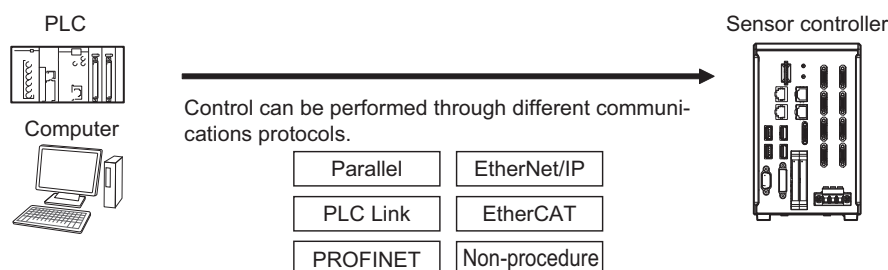 PLC
Sensor controller
Computer
Control can be performed through different communi-
cations protocols.
Parallel
EtherNet/IP
PLC Link
EtherCAT
PROFINET
Non-procedure